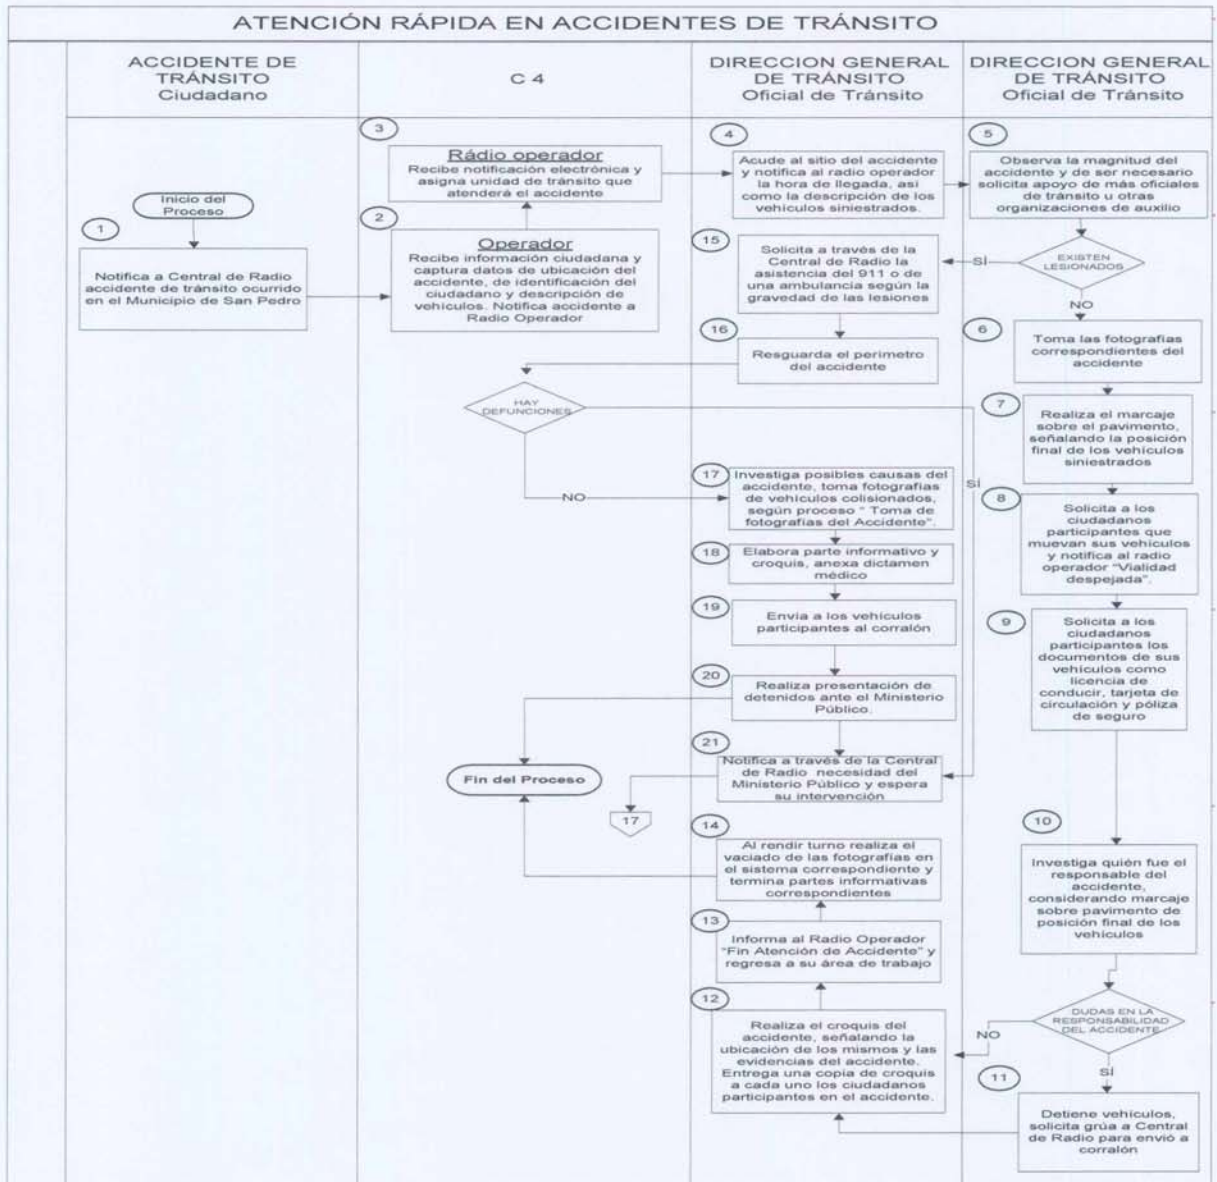 ATENCIÓN RÁPIDA EN ACCIDENTES DE TRÁNSITO
ACCIDENTE DE
TRÁNSITO
Ciudadano
C 4
DIRECCION GENERAL
DE TRÁNSITO
Oficial de Tránsito
DIRECCION GENERAL
DE TRÁNSITO
Oficial de Tránsito
Inicio del
Proceso
1
Notifica a Central de Radio
accidente de tránsito ocurrido
en el Municipio de San Pedro
2
Operador
Recibe información ciudadana y
captura datos de ubicación del
accidente, de identificación del
ciudadano y descripción de
vehículos. Notifica accidente a
Radio Operador
3
Rádio operador
Recibe notificación electrónica y
asigna unidad de tránsito que
atenderá el accidente
4
Acude al sitio del accidente
y notifica al radio operador
la hora de llegada, asi
como la descripción de los
vehículos siniestrados.
5
Observa la magnitud del
accidente y de ser necesario
solicita apoyo de más oficiales
de tránsito u otras
organizaciones de auxilio
EXISTEN
LESIONADOS
SÍ
NO
6
Toma las fotografías
correspondientes del
accidente
7
Realiza el marcaje
sobre el pavimento,
señalando la posición
final de los vehículos
siniestrados
8
Solicita a los
ciudadanos
participantes que
muevan sus vehículos
y notifica al radio
operador "Vialidad
despejada".
9
Solicita a los
ciudadanos
participantes los
documentos de sus
vehículos como
licencia de
conducir, tarjeta de
circulación y póliza
de seguro
10
Investiga quién fue el
responsable del
accidente,
considerando marcaje
sobre pavimento de
posición final de los
vehículos
DUDAS EN LA
RESPONSABILIDAD
DEL ACCIDENTE
NO
SÍ
11
Detiene vehículos,
solicita grúa a Central
de Radio para envió a
corralón
12
Realiza el croquis del
accidente, señalando la
ubicación de los mismos y las
evidencias del accidente.
Entrega una copia de croquis
a cada uno los ciudadanos
participantes en el accidente.
13
Informa al Radio Operador
"Fin Atención de Accidente" y
regresa a su área de trabajo
14
Al rendir turno realiza el
vaciado de las fotografías en
el sistema correspondiente y
termina partes informativas
correspondientes
15
Solicita a través de la
Central de Radio la
asistencia del 911 o de
una ambulancia según la
gravedad de las lesiones
16
Resguarda el perímetro
del accidente
HAY
DEFUNCIONES
NO
SÍ
17
Investiga posibles causas del
accidente, toma fotografías
de vehículos colisionados,
según proceso " Toma de
fotografías del Accidente".
18
Elabora parte informativo y
croquis, anexa dictamen
médico
19
Envía a los vehículos
participantes al corralón
20
Realiza presentación de
detenidos ante el Ministerio
Público.
21
Notifica a través de la Central
de Radio necesidad del
Ministerio Público y espera
su intervención
17
Fin del Proceso